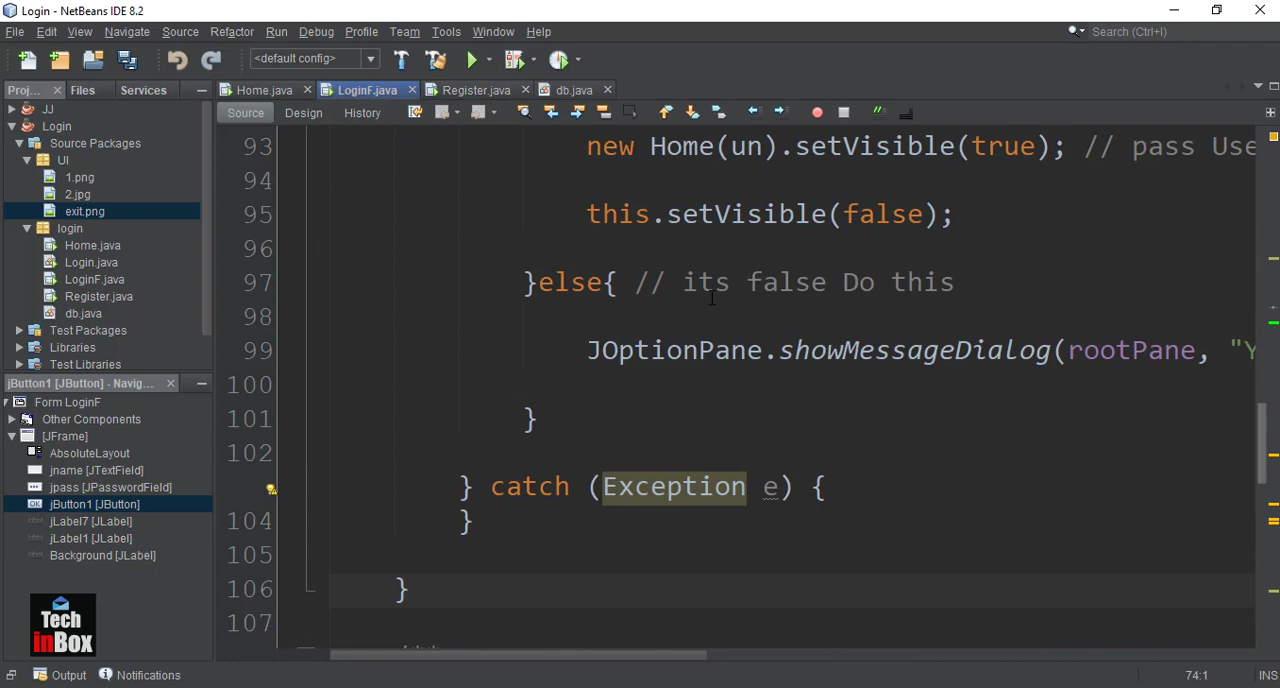 Login - NetBeans IDE 8.2
File Edit View Navigate Source Refactor Run Debug Profile Team Tools Window Help Search (Ctrl+I)
<default config>
Proj... Files Services
Home.java LoginF.java Register.java db.java
Source Design History
JJ
Login
Source Packages
UI
1.png
2.jpg
exit.png
login
Home.java
Login.java
LoginF.java
Register.java
db.java
Test Packages
Libraries
Test Libraries
jButton1 [JButton] - Navig...
Form LoginF
Other Components
[JFrame]
AbsoluteLayout
jname [JTextField]
jpass [JPasswordField]
jButton1 [JButton]
jLabel7 [JLabel]
jLabel1 [JLabel]
Background [JLabel]
Tech
inBox
93 new Home(un).setVisible(true); // pass Use
94
95 this.setVisible(false);
96
97 }else{ // its false Do this
98
99 JOptionPane.showMessageDialog(rootPane, "Y
100
101 }
102
} catch (Exception e) {
104 }
105
106 }
107
Output Notifications 74:1 INS